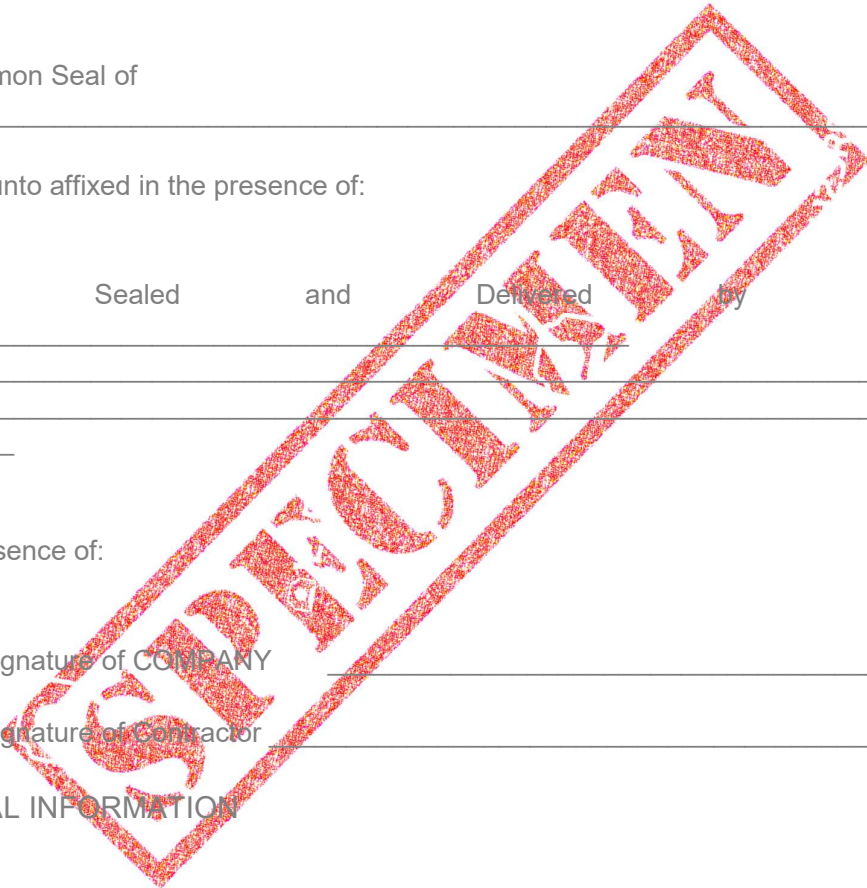 mon Seal of
unto affixed in the presence of:
Sealed and Delivered by
sence of:
gnature of COMPANY
gnature of Contractor
AL INFORMATION
SPECIMEN